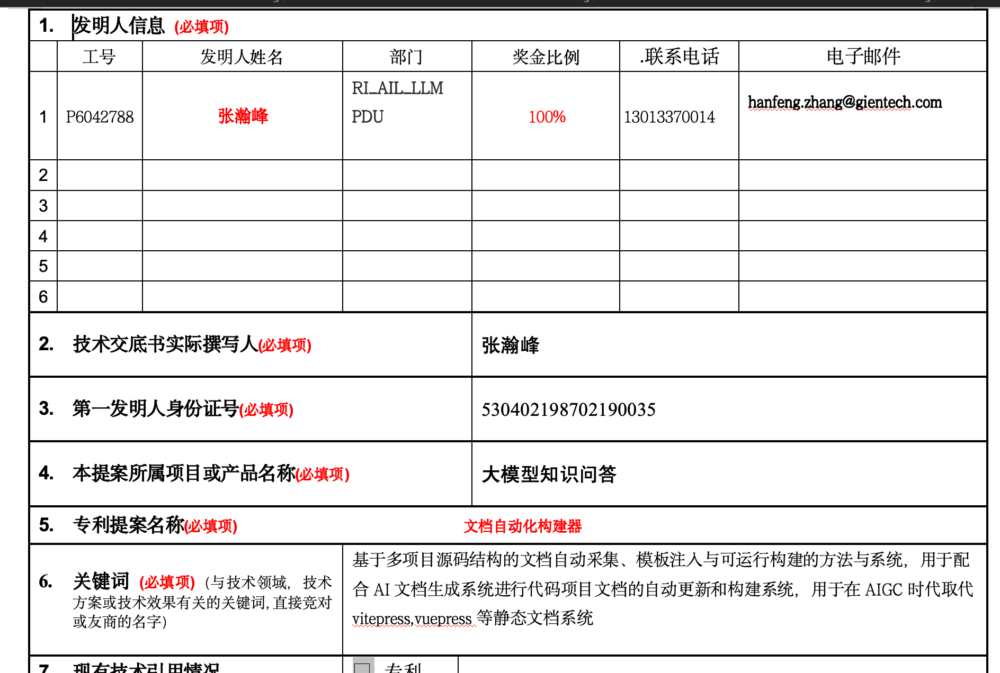 1. 发明人信息 (必填项)
工号 发明人姓名 部门 奖金比例 .联系电话 电子邮件
1 P6042788 张瀚峰 RI_AIL_LLM PDU 100% 13013370014 hanfeng.zhang@gientech.com
2
3
4
5
6
2. 技术交底书实际撰写人(必填项) 张瀚峰
3. 第一发明人身份证号(必填项) 530402198702190035
4. 本提案所属项目或产品名称(必填项) 大模型知识问答
5. 专利提案名称(必填项) 文档自动化构建器
6. 关键词 (必填项)（与技术领域，技术
方案或技术效果有关的关键词,直接竞对
或友商的名字）
基于多项目源码结构的文档自动采集、模板注入与可运行构建的方法与系统，用于配
合 AI 文档生成系统进行代码项目文档的自动更新和构建系统，用于在 AIGC 时代取代
vitepress,vuepress 等静态文档系统
7. 现有技术引用情况 专利